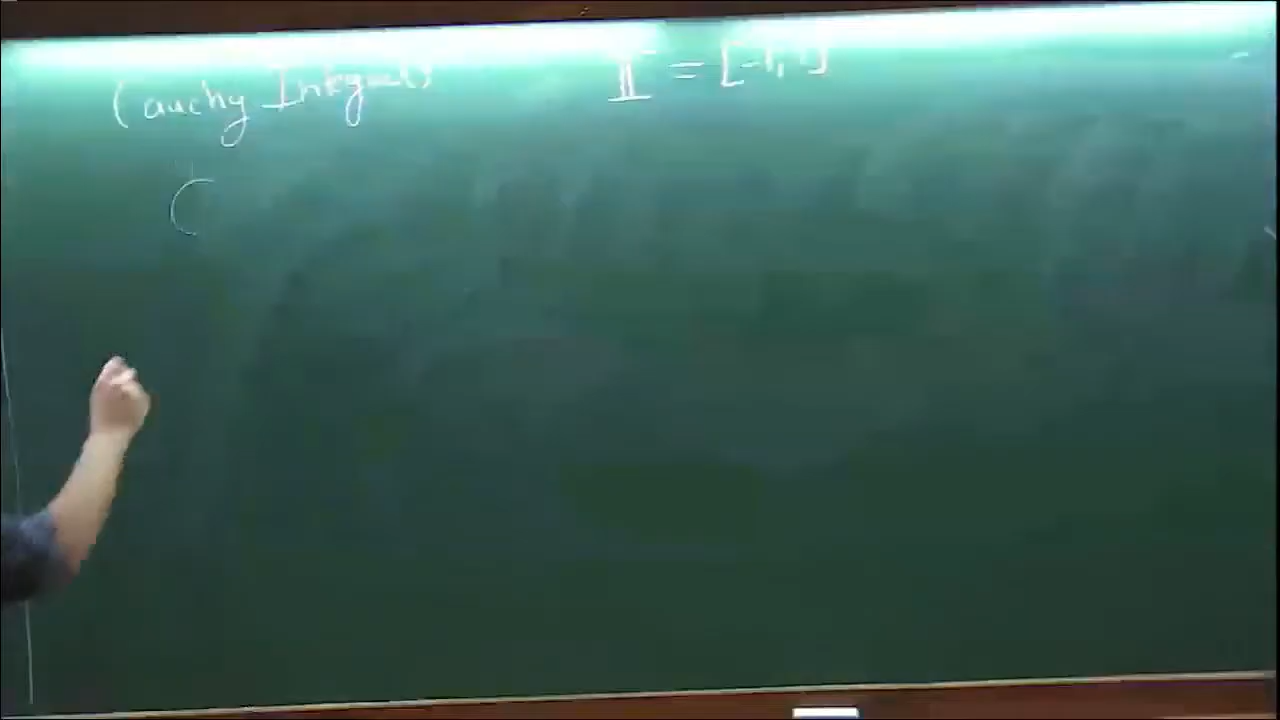 Cauchy Integral
𝕀 = [-1, 1]
C